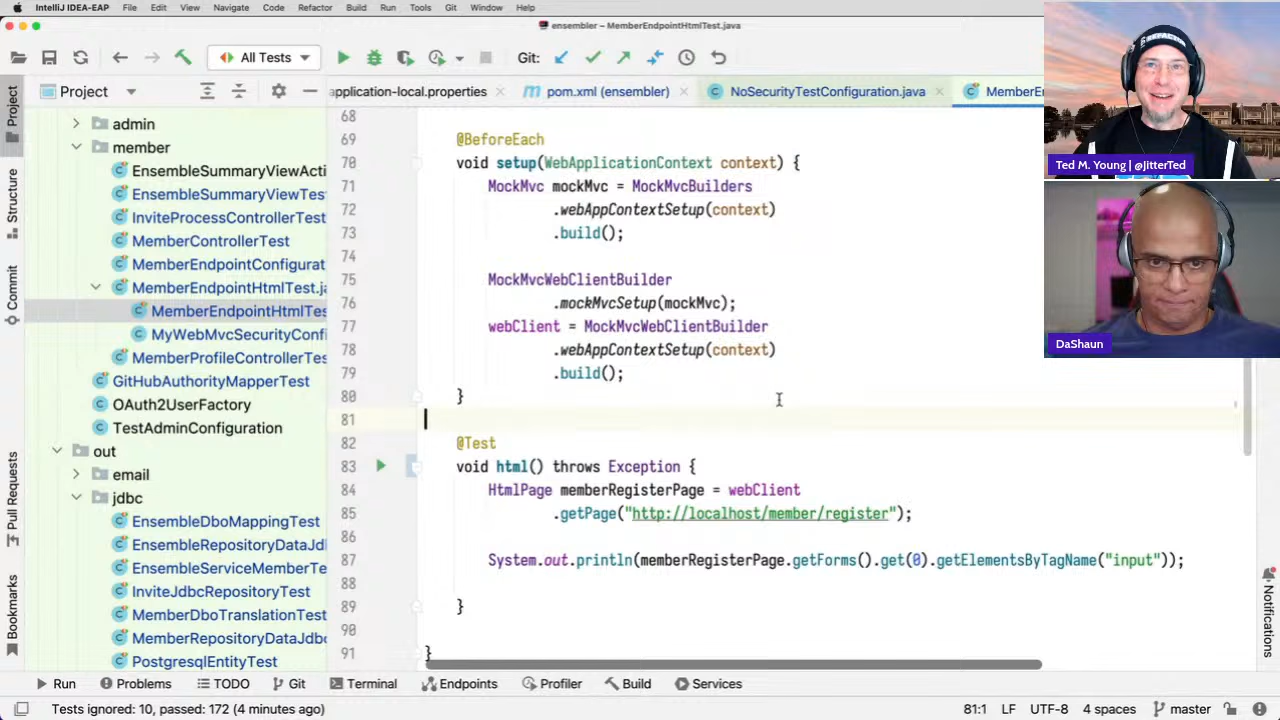 IntelliJ IDEA-EAP File Edit View Navigate Code Refactor Build Run Tools Git Window Help
ensembler – MemberEndpointHtmlTest.java
All Tests
Git:
Project
application-local.properties
pom.xml (ensembler)
NoSecurityTestConfiguration.java
MemberEn
Project
Structure
Commit
Pull Requests
Bookmarks
admin
member
EnsembleSummaryViewActi
EnsembleSummaryViewTest
InviteProcessControllerTest
MemberControllerTest
MemberEndpointConfigurat
MemberEndpointHtmlTest.ja
MemberEndpointHtmlTes
MyWebMvcSecurityConfi
MemberProfileControllerTes
GitHubAuthorityMapperTest
OAuth2UserFactory
TestAdminConfiguration
out
email
jdbc
EnsembleDboMappingTest
EnsembleRepositoryDataJd
EnsembleServiceMemberTe
InviteJdbcRepositoryTest
MemberDboTranslationTest
MemberRepositoryDataJdbc
PostgresqlEntityTest
68
69 @BeforeEach
70 void setup(WebApplicationContext context) {
71 MockMvc mockMvc = MockMvcBuilders
72 .webAppContextSetup(context)
73 .build();
74
75 MockMvcWebClientBuilder
76 .mockMvcSetup(mockMvc);
77 webClient = MockMvcWebClientBuilder
78 .webAppContextSetup(context)
79 .build();
80 }
81
82 @Test
83 void html() throws Exception {
84 HtmlPage memberRegisterPage = webClient
85 .getPage("http://localhost/member/register");
86
87 System.out.println(memberRegisterPage.getForms().get(0).getElementsByTagName("input"));
88
89 }
90
91 }
REFACTOR
Ted M. Young | @JitterTed
DaShaun
Notifications
Run Problems TODO Git Terminal Endpoints Profiler Build Services
Tests ignored: 10, passed: 172 (4 minutes ago)
81:1 LF UTF-8 4 spaces master